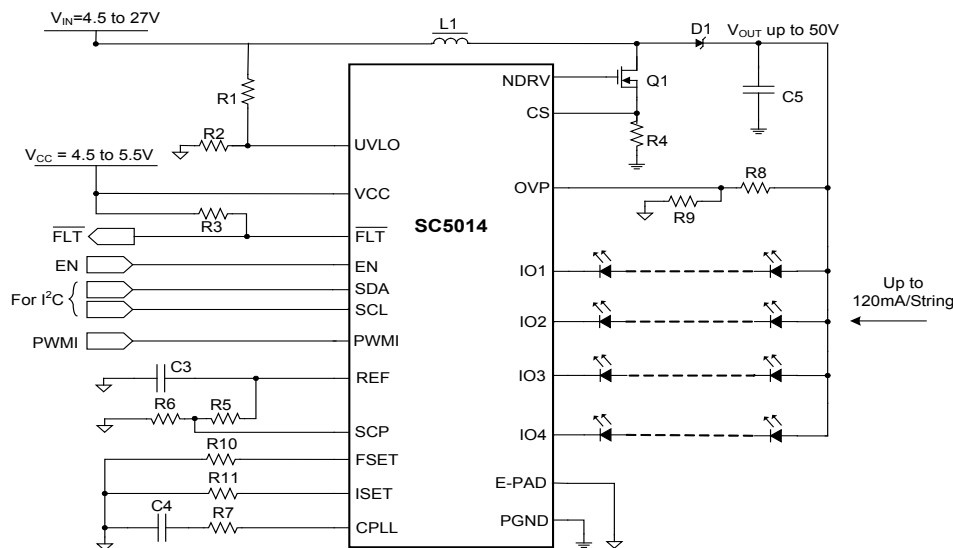 V_IN=4.5 to 27V
L1
D1
V_OUT up to 50V
NDRV
Q1
R1
C5
CS
R4
R2
UVLO
V_CC = 4.5 to 5.5V
OVP
R8
VCC
R9
R3
SC5014
FLT
FLT
EN
EN
IO1
For I²C
SDA
SCL
Up to
120mA/String
IO2
PWMI
PWMI
C3
REF
IO3
R6
R5
SCP
IO4
R10
FSET
R11
ISET
E-PAD
C4
R7
CPLL
PGND